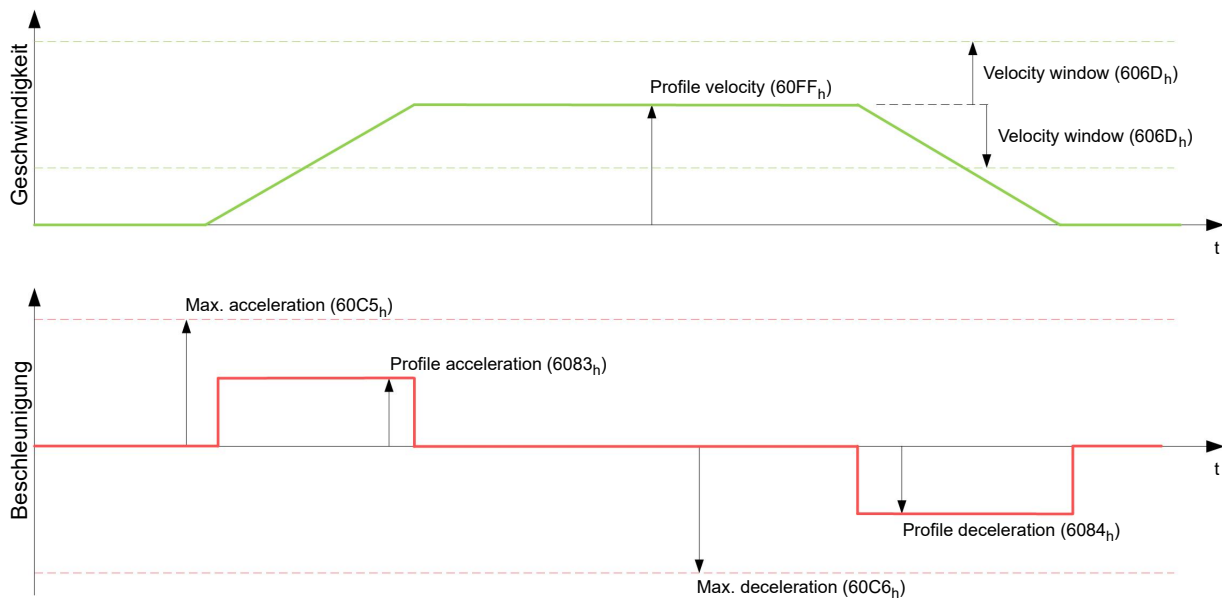 Geschwindigkeit
Profile velocity (60FFh)
Velocity window (606Dh)
Velocity window (606Dh)
t
Beschleunigung
Max. acceleration (60C5h)
Profile acceleration (6083h)
t
Profile deceleration (6084h)
Max. deceleration (60C6h)